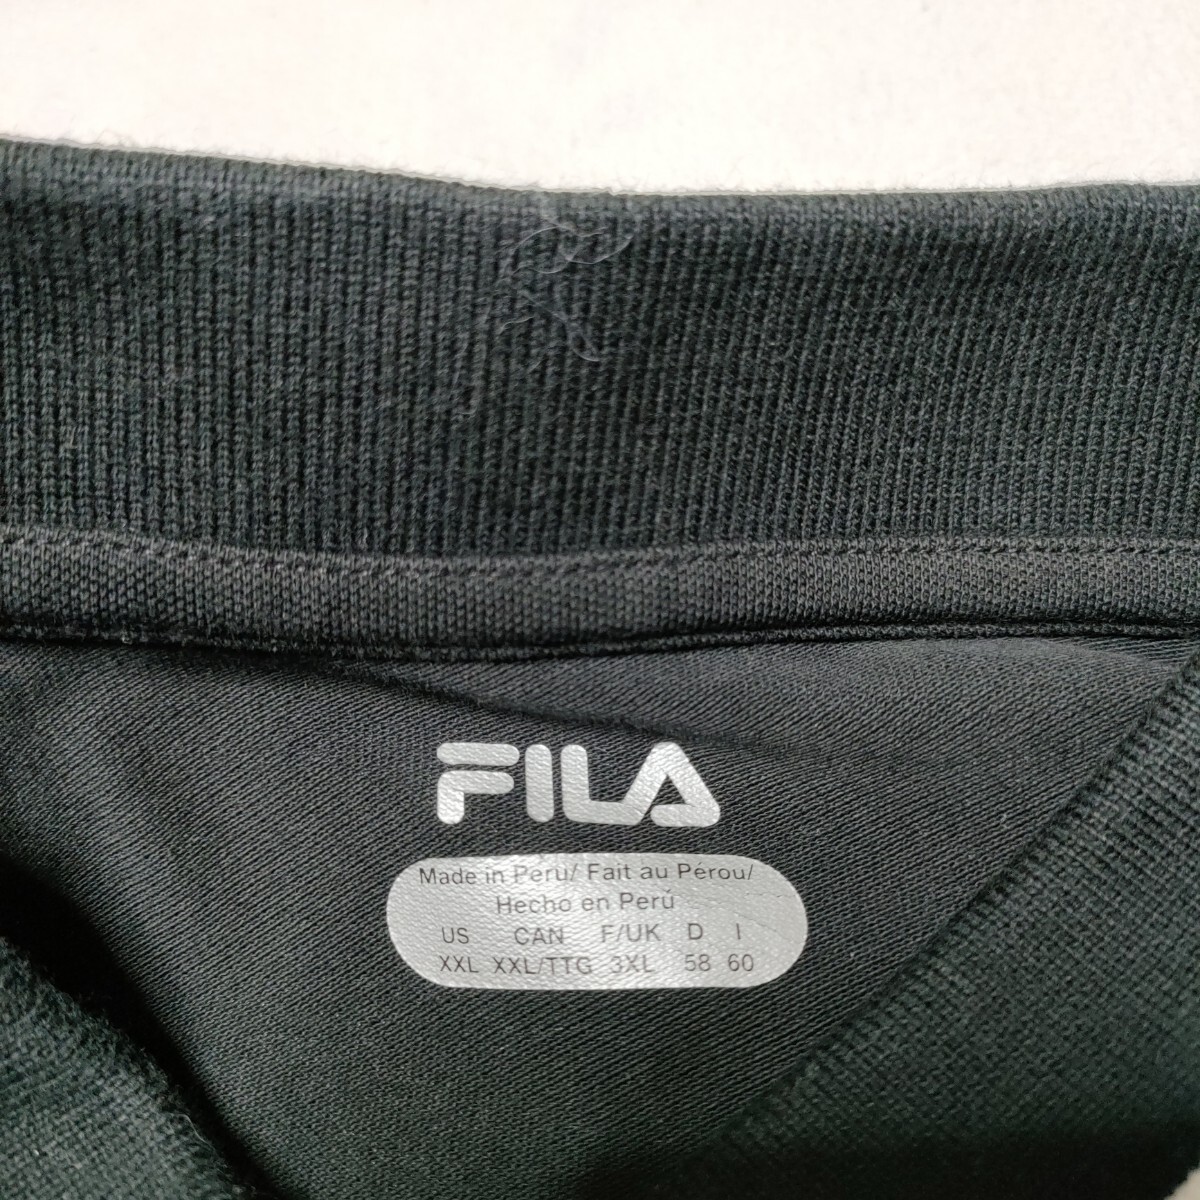 FILA
Made in Peru/ Fait au Pérou/
Hecho en Perú
US CAN F/UK D I
XXL XXL/TTG 3XL 58 60